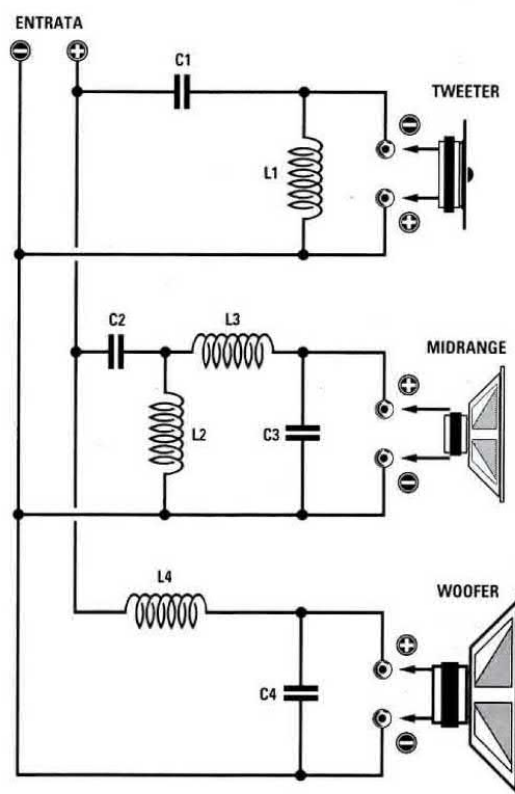 ENTRATA
− +
C1
TWEETER
−
L1
+
C2
L3
MIDRANGE
+
L2
C3
−
L4
WOOFER
+
C4
−